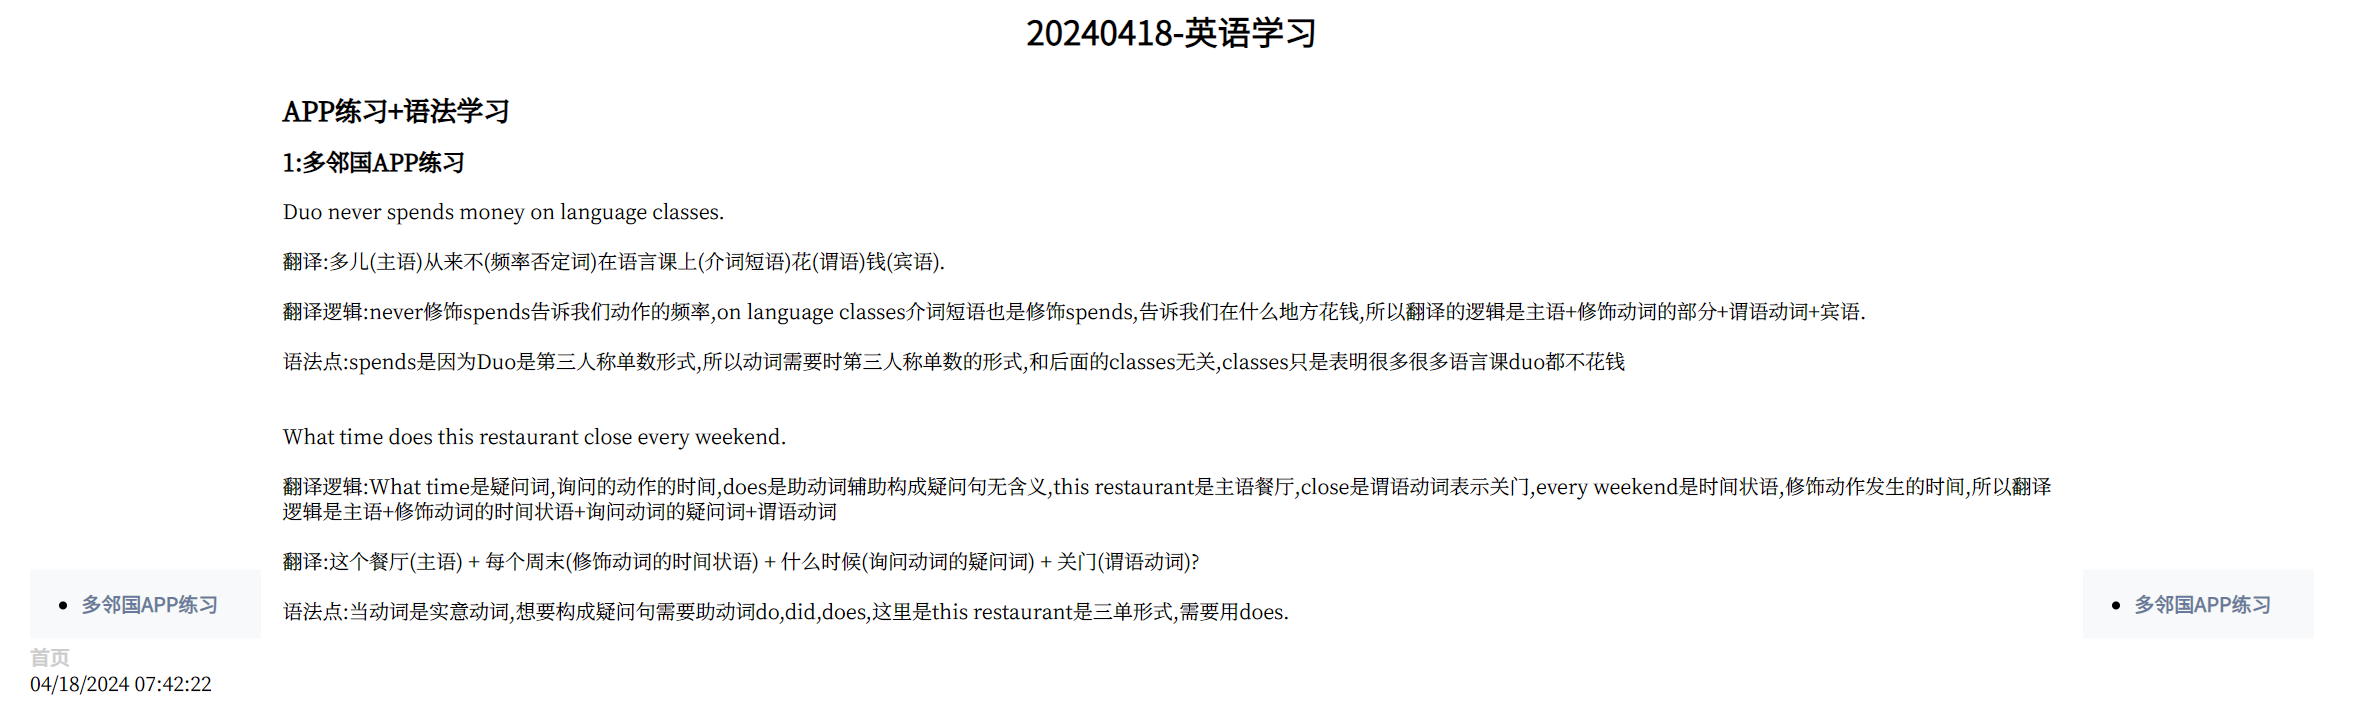 20240418-英语学习
APP练习+语法学习
1:多邻国APP练习
Duo never spends money on language classes.
翻译:多儿(主语)从来不(频率否定词)在语言课上(介词短语)花(谓语)钱(宾语).
翻译逻辑:never修饰spends告诉我们动作的频率,on language classes介词短语也是修饰spends,告诉我们在什么地方花钱,所以翻译的逻辑是主语+修饰动词的部分+谓语动词+宾语.
语法点:spends是因为Duo是第三人称单数形式,所以动词需要时第三人称单数的形式,和后面的classes无关,classes只是表明很多很多语言课duo都不花钱
What time does this restaurant close every weekend.
翻译逻辑:What time是疑问词,询问的动作的时间,does是助动词辅助构成疑问句无含义,this restaurant是主语餐厅,close是谓语动词表示关门,every weekend是时间状语,修饰动作发生的时间,所以翻译
逻辑是主语+修饰动词的时间状语+询问动词的疑问词+谓语动词
翻译:这个餐厅(主语) + 每个周末(修饰动词的时间状语) + 什么时候(询问动词的疑问词) + 关门(谓语动词)?
语法点:当动词是实意动词,想要构成疑问句需要助动词do,did,does,这里是this restaurant是三单形式,需要用does.
多邻国APP练习
多邻国APP练习
首页
04/18/2024 07:42:22